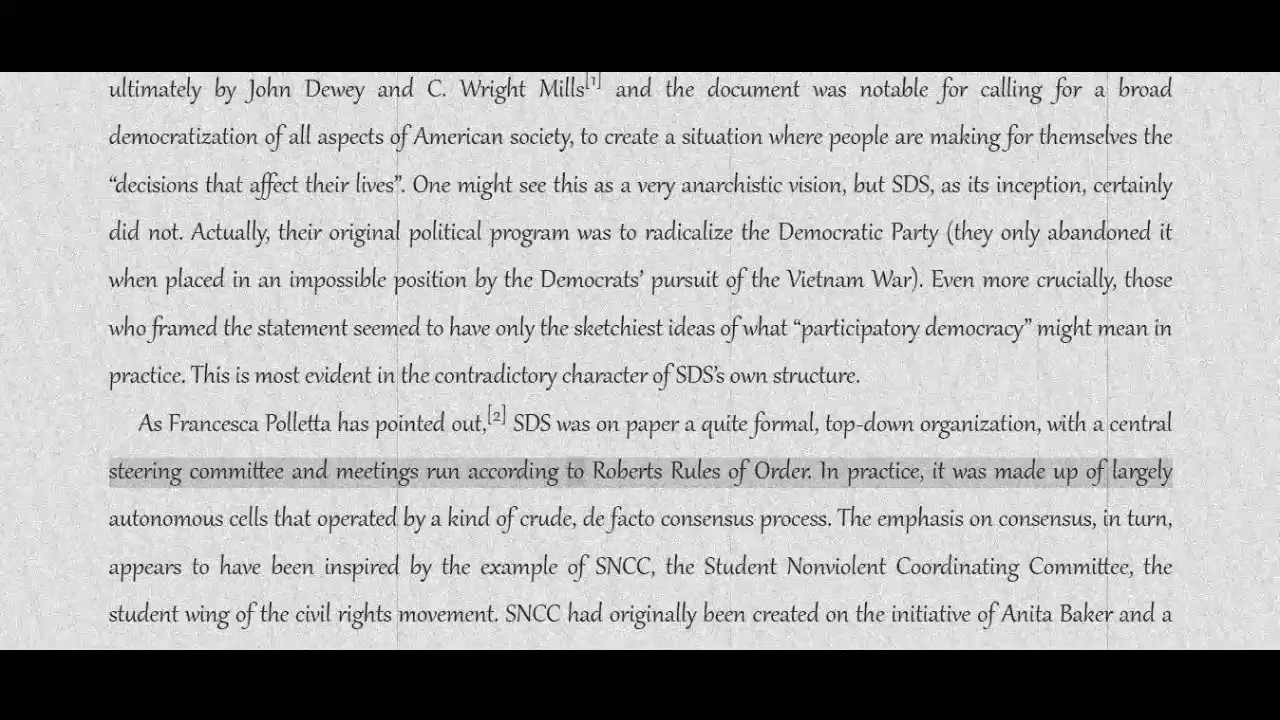 ultimately by John Dewey and C. Wright Mills[1] and the document was notable for calling for a broad
democratization of all aspects of American society, to create a situation where people are making for themselves the
“decisions that affect their lives”. One might see this as a very anarchistic vision, but SDS, as its inception, certainly
did not. Actually, their original political program was to radicalize the Democratic Party (they only abandoned it
when placed in an impossible position by the Democrats’ pursuit of the Vietnam War). Even more crucially, those
who framed the statement seemed to have only the sketchiest ideas of what “participatory democracy” might mean in
practice. This is most evident in the contradictory character of SDS’s own structure.
As Francesca Polletta has pointed out,[2] SDS was on paper a quite formal, top-down organization, with a central
steering committee and meetings run according to Roberts Rules of Order. In practice, it was made up of largely
autonomous cells that operated by a kind of crude, de facto consensus process. The emphasis on consensus, in turn,
appears to have been inspired by the example of SNCC, the Student Nonviolent Coordinating Committee, the
student wing of the civil rights movement. SNCC had originally been created on the initiative of Anita Baker and a